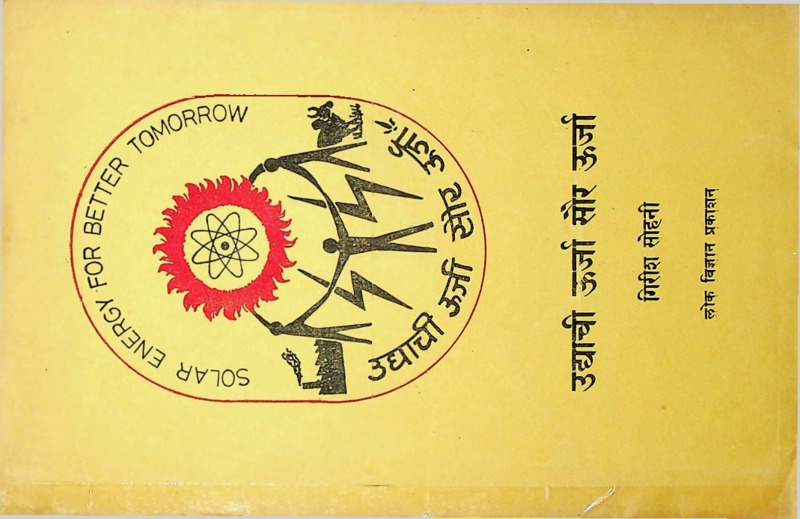 SOLAR ENERGY FOR BETTER TOMORROW
उद्याची ऊर्जा सौर ऊर्जा
उद्याची ऊर्जा सौर ऊर्जा
गिरीश सोहनी
लोक विज्ञान प्रकाशन